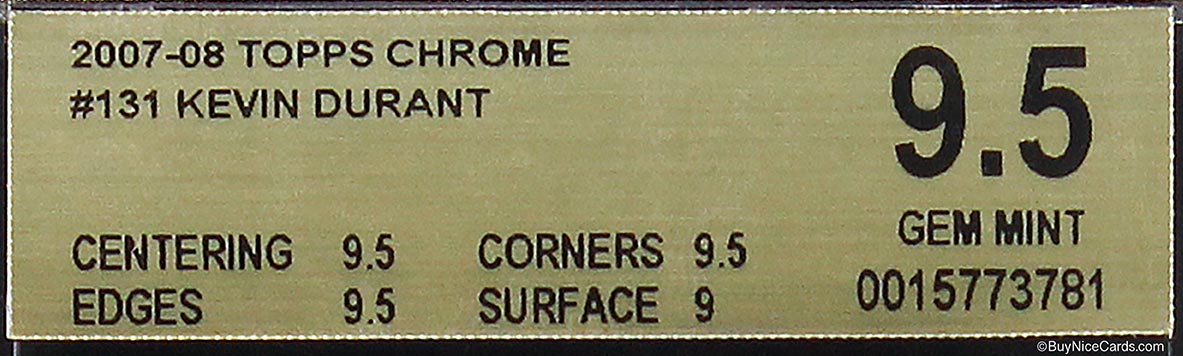 2007-08 TOPPS CHROME
#131 KEVIN DURANT
9.5
GEM MINT
0015773781
CENTERING 9.5 CORNERS 9.5
EDGES 9.5 SURFACE 9
©BuyNiceCards.com